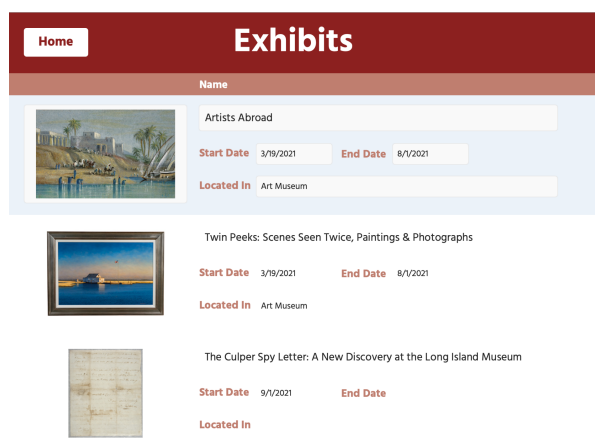 Home
Exhibits
Name
Artists Abroad
Start Date 3/19/2021 End Date 8/1/2021
Located In Art Museum
Twin Peeks: Scenes Seen Twice, Paintings & Photographs
Start Date 3/19/2021 End Date 8/1/2021
Located In Art Museum
The Culper Spy Letter: A New Discovery at the Long Island Museum
Start Date 9/1/2021 End Date
Located In